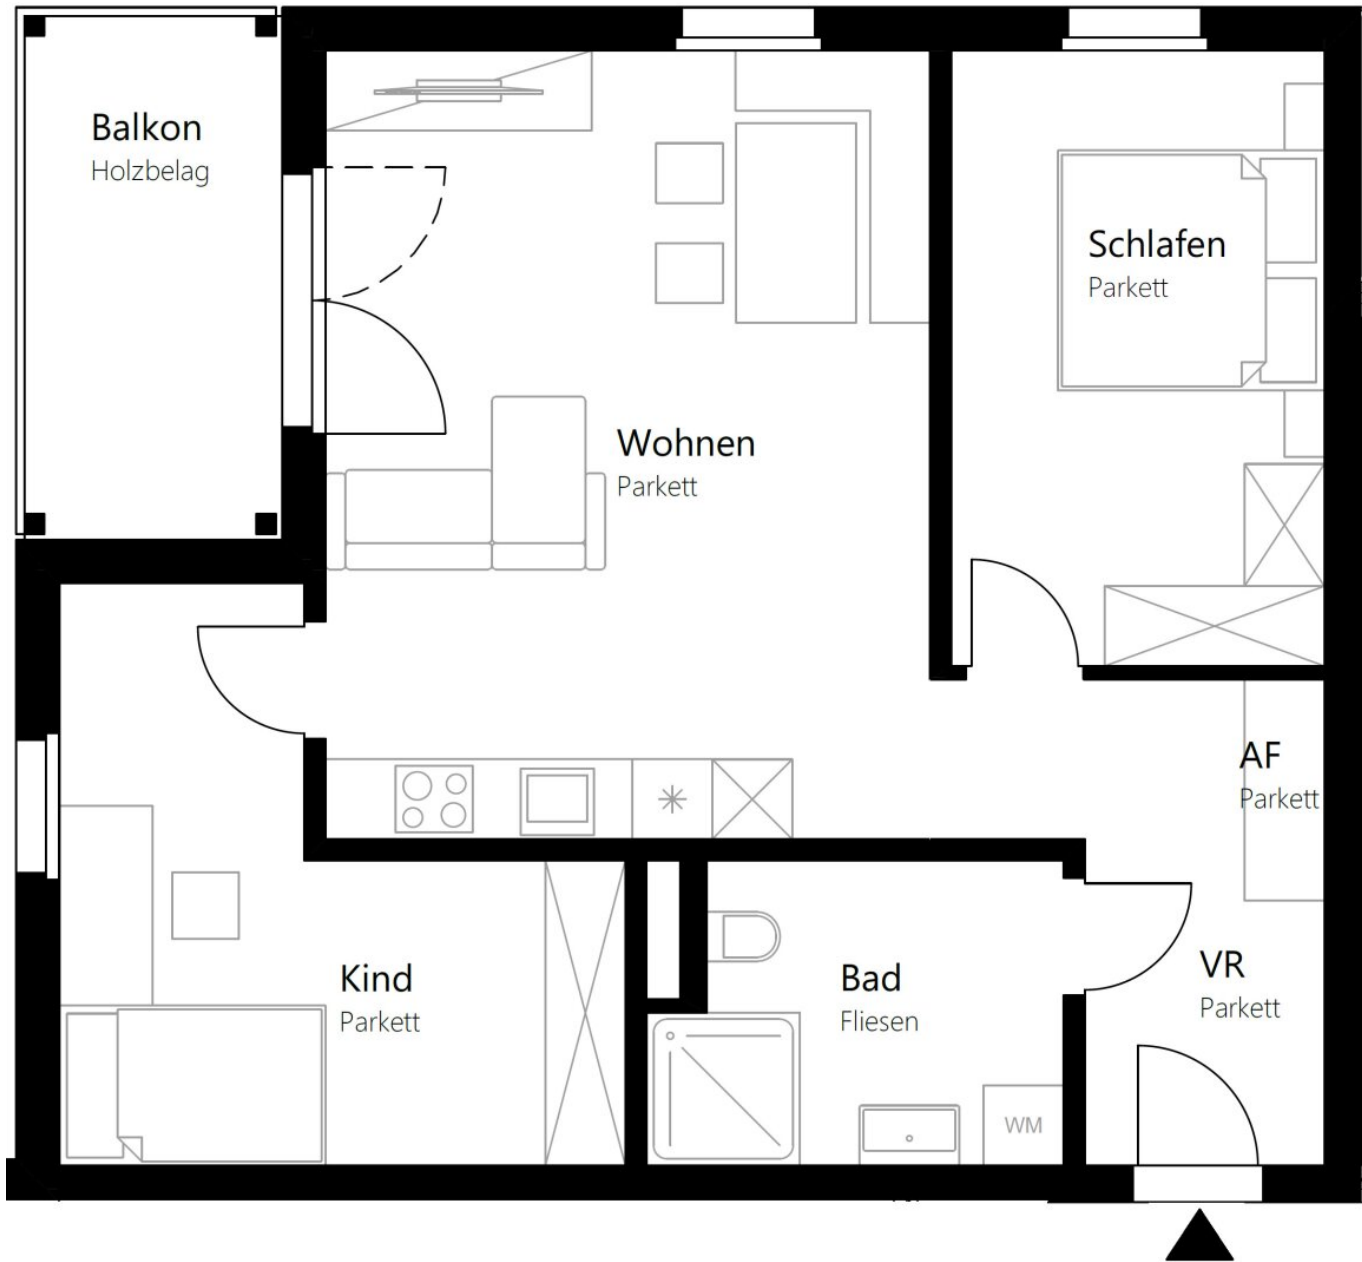 Balkon
Holzbelag
Schlafen
Parkett
Wohnen
Parkett
AF
Parkett
Kind
Parkett
Bad
Fliesen
VR
Parkett
WM